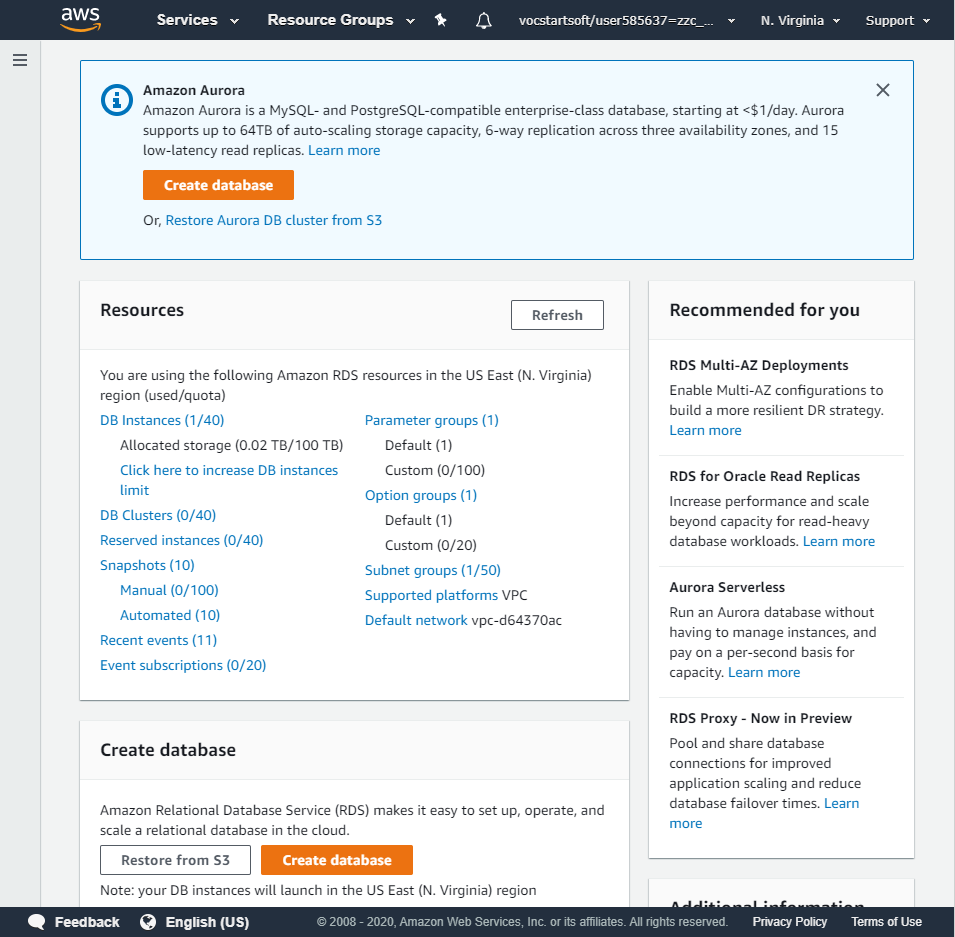 aws Services Resource Groups vocstartsoft/user585637=zzc_... N. Virginia Support
Amazon Aurora
Amazon Aurora is a MySQL- and PostgreSQL-compatible enterprise-class database, starting at <$1/day. Aurora
supports up to 64TB of auto-scaling storage capacity, 6-way replication across three availability zones, and 15
low-latency read replicas. Learn more
Create database
Or, Restore Aurora DB cluster from S3
Resources
Refresh
You are using the following Amazon RDS resources in the US East (N. Virginia)
region (used/quota)
DB Instances (1/40)
Allocated storage (0.02 TB/100 TB)
Click here to increase DB instances
limit
DB Clusters (0/40)
Reserved instances (0/40)
Snapshots (10)
Manual (0/100)
Automated (10)
Recent events (11)
Event subscriptions (0/20)
Parameter groups (1)
Default (1)
Custom (0/100)
Option groups (1)
Default (1)
Custom (0/20)
Subnet groups (1/50)
Supported platforms VPC
Default network vpc-d64370ac
Create database
Amazon Relational Database Service (RDS) makes it easy to set up, operate, and
scale a relational database in the cloud.
Restore from S3 Create database
Note: your DB instances will launch in the US East (N. Virginia) region
Recommended for you
RDS Multi-AZ Deployments
Enable Multi-AZ configurations to
build a more resilient DR strategy.
Learn more
RDS for Oracle Read Replicas
Increase performance and scale
beyond capacity for read-heavy
database workloads. Learn more
Aurora Serverless
Run an Aurora database without
having to manage instances, and
pay on a per-second basis for
capacity. Learn more
RDS Proxy - Now in Preview
Pool and share database
connections for improved
application scaling and reduce
database failover times. Learn
more
Additional information
Feedback English (US) © 2008 - 2020, Amazon Web Services, Inc. or its affiliates. All rights reserved. Privacy Policy Terms of Use